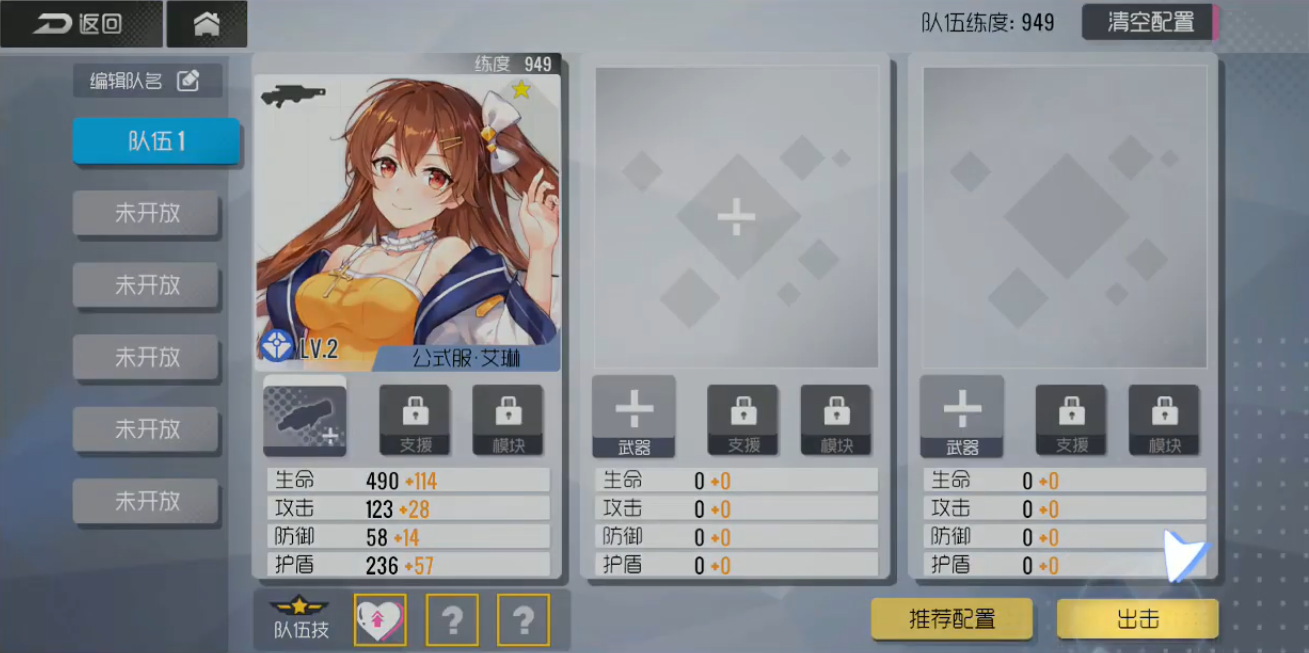 返回
队伍练度: 949
清空配置
编辑队名
队伍1
未开放
未开放
未开放
未开放
未开放
练度 949
LV.2
公式服·艾琳
支援
模块
生命 490 +114
攻击 123 +28
防御 58 +14
护盾 236 +57
武器
支援
模块
生命 0 +0
攻击 0 +0
防御 0 +0
护盾 0 +0
武器
支援
模块
生命 0 +0
攻击 0 +0
防御 0 +0
护盾 0 +0
队伍技
?
?
推荐配置
出击